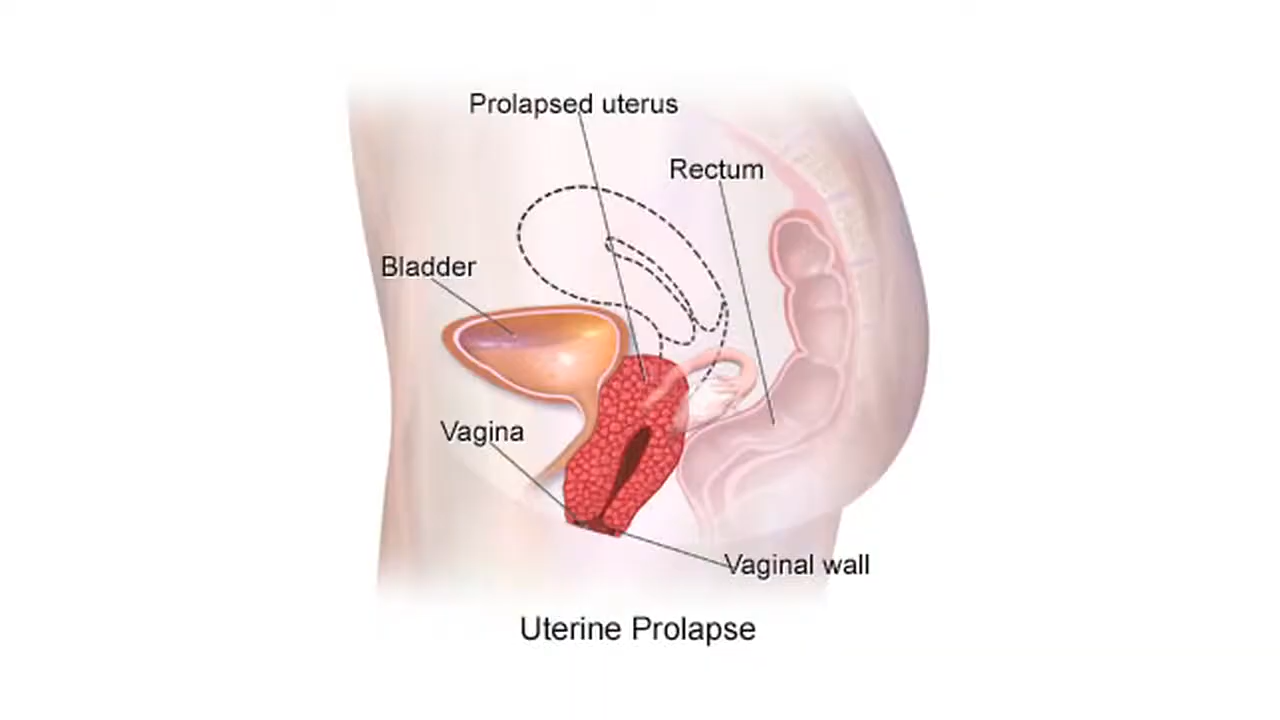 Prolapsed uterus
Rectum
Bladder
Vagina
Vaginal wall
Uterine Prolapse